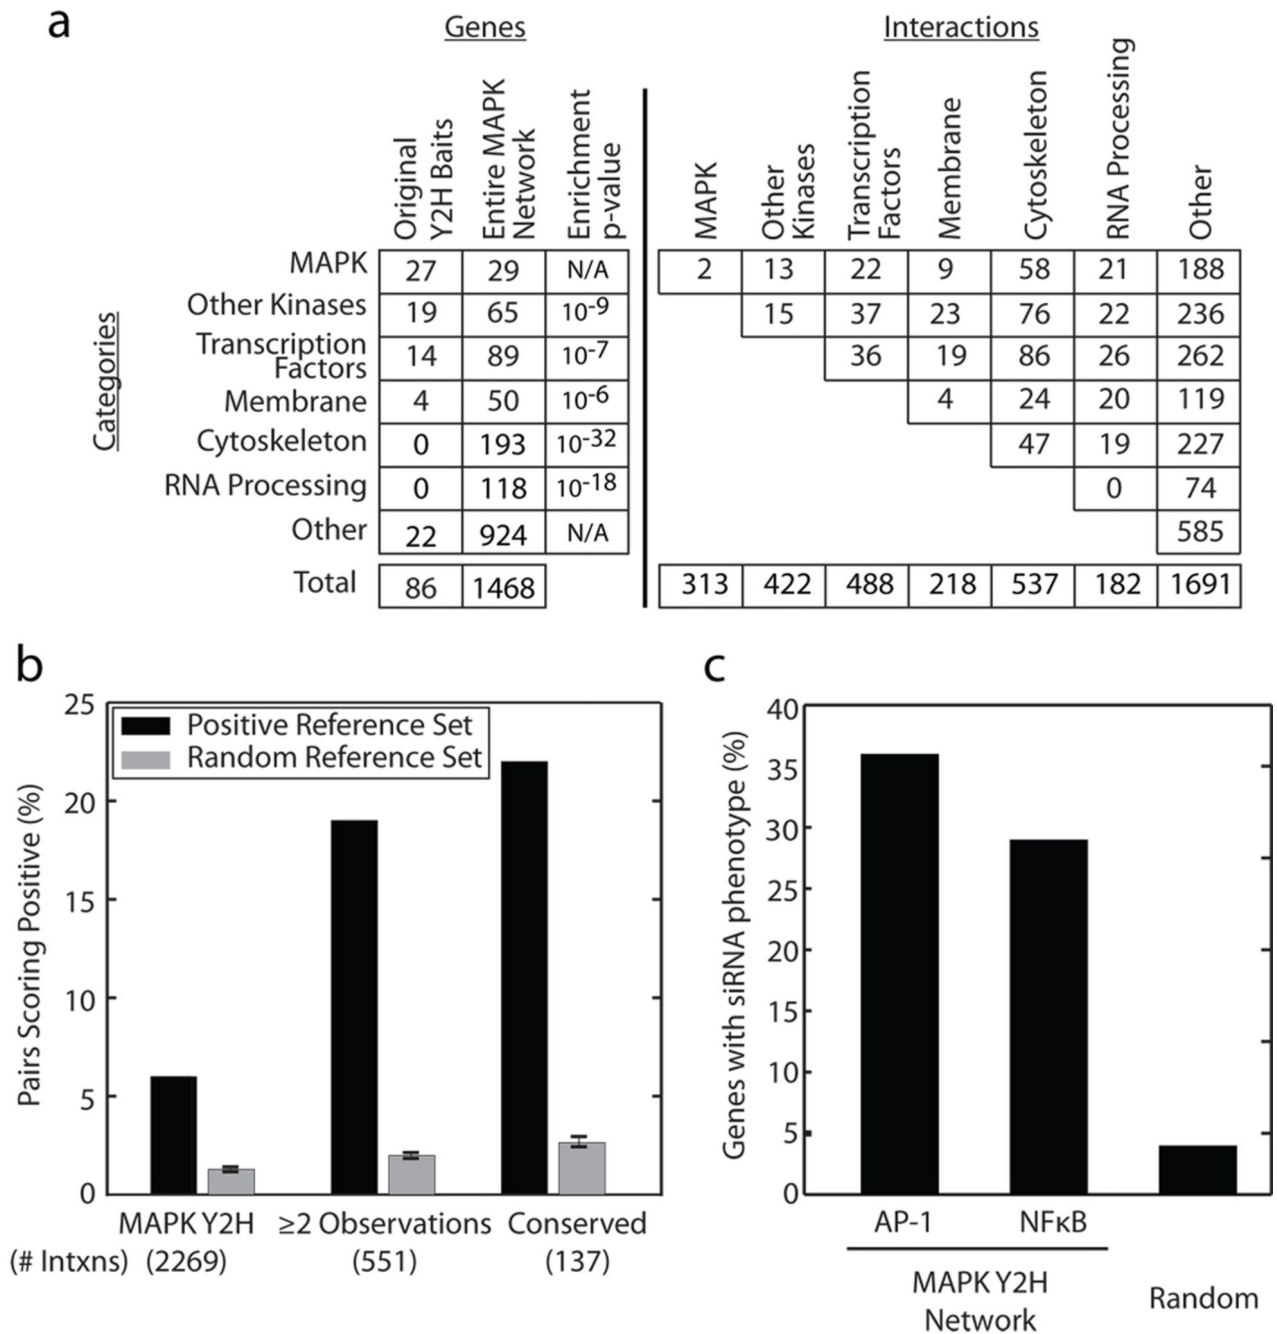 a
Genes
Interactions
Original
Y2H Baits
Entire MAPK
Network
Enrichment
p-value
MAPK
Other
Kinases
Transcription
Factors
Membrane
Cytoskeleton
RNA Processing
Other
Categories
MAPK 27 29 N/A 2 13 22 9 58 21 188
Other Kinases 19 65 10-9 15 37 23 76 22 236
Transcription
Factors 14 89 10-7 36 19 86 26 262
Membrane 4 50 10-6 4 24 20 119
Cytoskeleton 0 193 10-32 47 19 227
RNA Processing 0 118 10-18 0 74
Other 22 924 N/A 585
Total 86 1468 313 422 488 218 537 182 1691
b
Pairs Scoring Positive (%)
25
20
15
10
5
0
Positive Reference Set
Random Reference Set
MAPK Y2H ≥2 Observations Conserved
(# Intxns) (2269) (551) (137)
c
Genes with siRNA phenotype (%)
40
35
30
25
20
15
10
5
0
AP-1 NFκB
MAPK Y2H
Network
Random